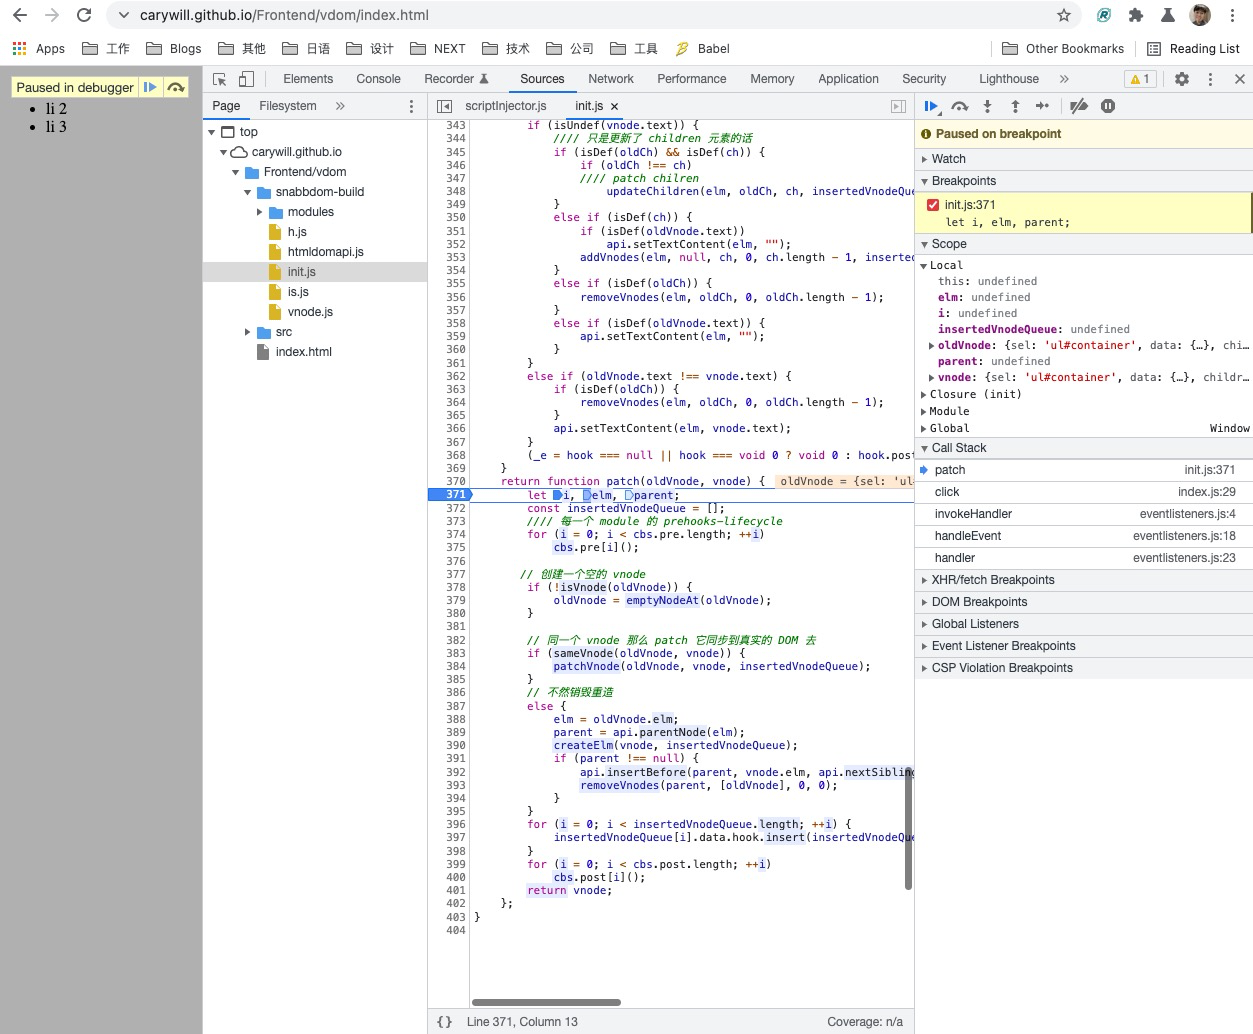 carywill.github.io/Frontend/vdom/index.html
Apps 工作 Blogs 其他 日语 设计 NEXT 技术 公司 工具 Babel Other Bookmarks Reading List
Paused in debugger
li 2
li 3
Elements Console Recorder Sources Network Performance Memory Application Security Lighthouse » 1
Page Filesystem »
top
carywill.github.io
Frontend/vdom
snabbdom-build
modules
h.js
htmldomapi.js
init.js
is.js
vnode.js
src
index.html
scriptInjector.js init.js ×
343 if (isUndef(vnode.text)) {
344 //// 只是更新了 children 元素的话
345 if (isDef(oldCh) && isDef(ch)) {
346 if (oldCh !== ch)
347 //// patch chilren
348 updateChildren(elm, oldCh, ch, insertedVnodeQue
349 }
350 else if (isDef(ch)) {
351 if (isDef(oldVnode.text))
352 api.setTextContent(elm, "");
353 addVnodes(elm, null, ch, 0, ch.length - 1, inserted
354 }
355 else if (isDef(oldCh)) {
356 removeVnodes(elm, oldCh, 0, oldCh.length - 1);
357 }
358 else if (isDef(oldVnode.text)) {
359 api.setTextContent(elm, "");
360 }
361 }
362 else if (oldVnode.text !== vnode.text) {
363 if (isDef(oldCh)) {
364 removeVnodes(elm, oldCh, 0, oldCh.length - 1);
365 }
366 api.setTextContent(elm, vnode.text);
367 }
368 (_e = hook === null || hook === void 0 ? void 0 : hook.post
369 }
370 return function patch(oldVnode, vnode) { oldVnode = {sel: 'ul
371 let i, elm, parent;
372 const insertedVnodeQueue = [];
373 //// 每一个 module 的 prehooks-lifecycle
374 for (i = 0; i < cbs.pre.length; ++i)
375 cbs.pre[i]();
376
377 // 创建一个空的 vnode
378 if (!isVnode(oldVnode)) {
379 oldVnode = emptyNodeAt(oldVnode);
380 }
381
382 // 同一个 vnode 那么 patch 它同步到真实的 DOM 去
383 if (sameVnode(oldVnode, vnode)) {
384 patchVnode(oldVnode, vnode, insertedVnodeQueue);
385 }
386 // 不然销毁重造
387 else {
388 elm = oldVnode.elm;
389 parent = api.parentNode(elm);
390 createElm(vnode, insertedVnodeQueue);
391 if (parent !== null) {
392 api.insertBefore(parent, vnode.elm, api.nextSibling
393 removeVnodes(parent, [oldVnode], 0, 0);
394 }
395 }
396 for (i = 0; i < insertedVnodeQueue.length; ++i) {
397 insertedVnodeQueue[i].data.hook.insert(insertedVnodeQue
398 }
399 for (i = 0; i < cbs.post.length; ++i)
400 cbs.post[i]();
401 return vnode;
402 };
403 }
404
{} Line 371, Column 13 Coverage: n/a
Paused on breakpoint
Watch
Breakpoints
init.js:371
let i, elm, parent;
Scope
Local
this: undefined
elm: undefined
i: undefined
insertedVnodeQueue: undefined
oldVnode: {sel: 'ul#container', data: {…}, chi…
parent: undefined
vnode: {sel: 'ul#container', data: {…}, childr…
Closure (init)
Module
Global Window
Call Stack
patch init.js:371
click index.js:29
invokeHandler eventlisteners.js:4
handleEvent eventlisteners.js:18
handler eventlisteners.js:23
XHR/fetch Breakpoints
DOM Breakpoints
Global Listeners
Event Listener Breakpoints
CSP Violation Breakpoints